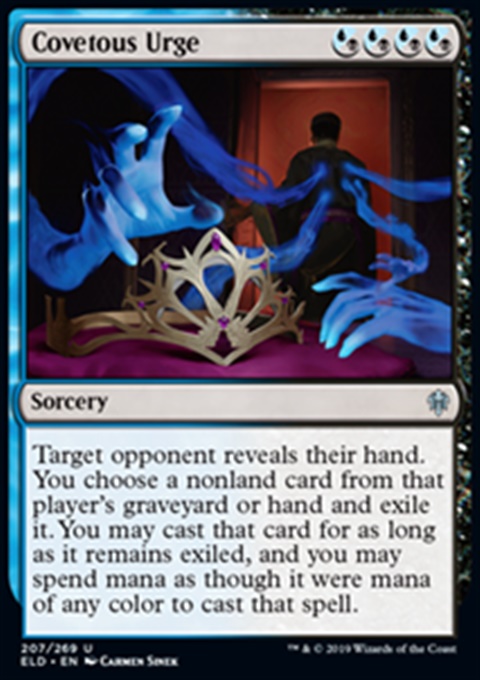 Covetous Urge
Sorcery
Target opponent reveals their hand.
You choose a nonland card from that
player's graveyard or hand and exile
it. You may cast that card for as long
as it remains exiled, and you may
spend mana as though it were mana
of any color to cast that spell.
207/269 U
ELD • EN Carmen Sinek
™ & © 2019 Wizards of the Coast